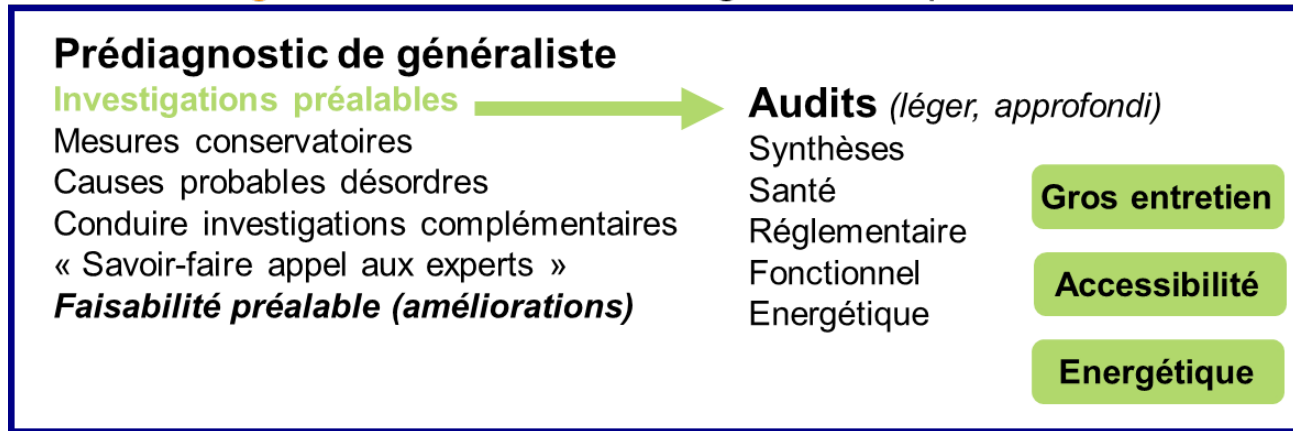 Prédiagnostic de généraliste
Investigations préalables
Mesures conservatoires
Causes probables désordres
Conduire investigations complémentaires
« Savoir-faire appel aux experts »
Faisabilité préalable (améliorations)
Audits (léger, approfondi)
Synthèses
Santé
Réglementaire
Fonctionnel
Energétique
Gros entretien
Accessibilité
Energétique